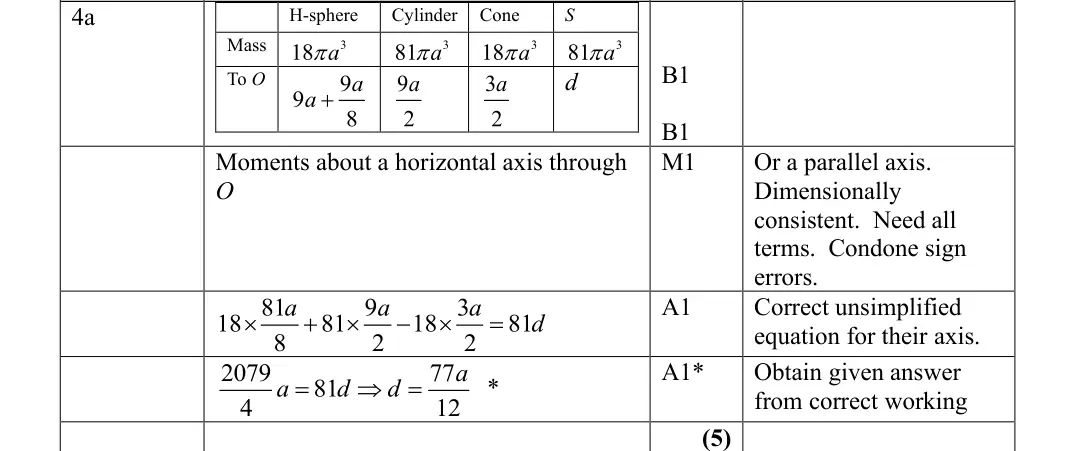 4a
H-sphere Cylinder Cone S
Mass 18πa³ 81πa³ 18πa³ 81πa³
To O 9a + 9a/8 9a/2 3a/2 d
B1
B1
Moments about a horizontal axis through
O
M1
Or a parallel axis.
Dimensionally
consistent. Need all
terms. Condone sign
errors.
18 × 81a/8 + 81 × 9a/2 − 18 × 3a/2 = 81d
A1
Correct unsimplified
equation for their axis.
2079/4 a = 81d ⇒ d = 77a/12 *
A1*
Obtain given answer
from correct working
(5)